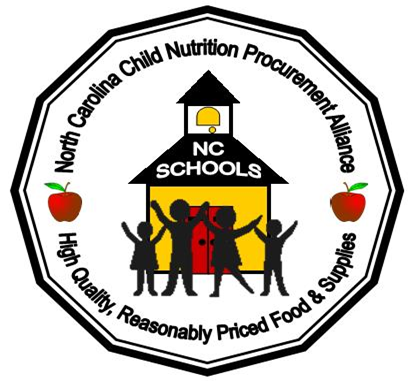 North Carolina Child Nutrition Procurement Alliance
NC
SCHOOLS
High Quality, Reasonably Priced Food & Supplies